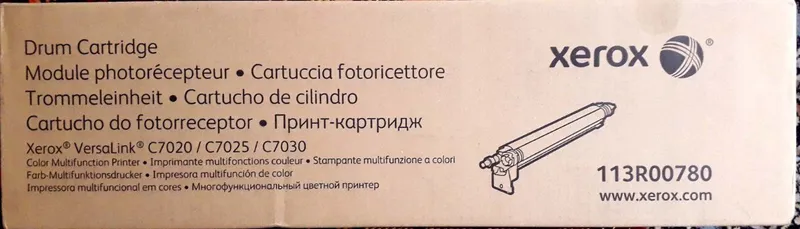 Drum Cartridge
Module photorécepteur • Cartuccia fotoricettore
Trommeleinheit • Cartucho de cilindro
Cartucho do fotorreceptor • Принт-картридж
Xerox® VersaLink® C7020 / C7025 / C7030
Color Multifunction Printer • Imprimante multifonctions couleur • Stampante multifunzione a colori
Farb-Multifunktionsdrucker • Impresora multifunción de color
Impressora multifuncional em cores • Многофункциональный цветной принтер
xerox ®
113R00780
www.xerox.com